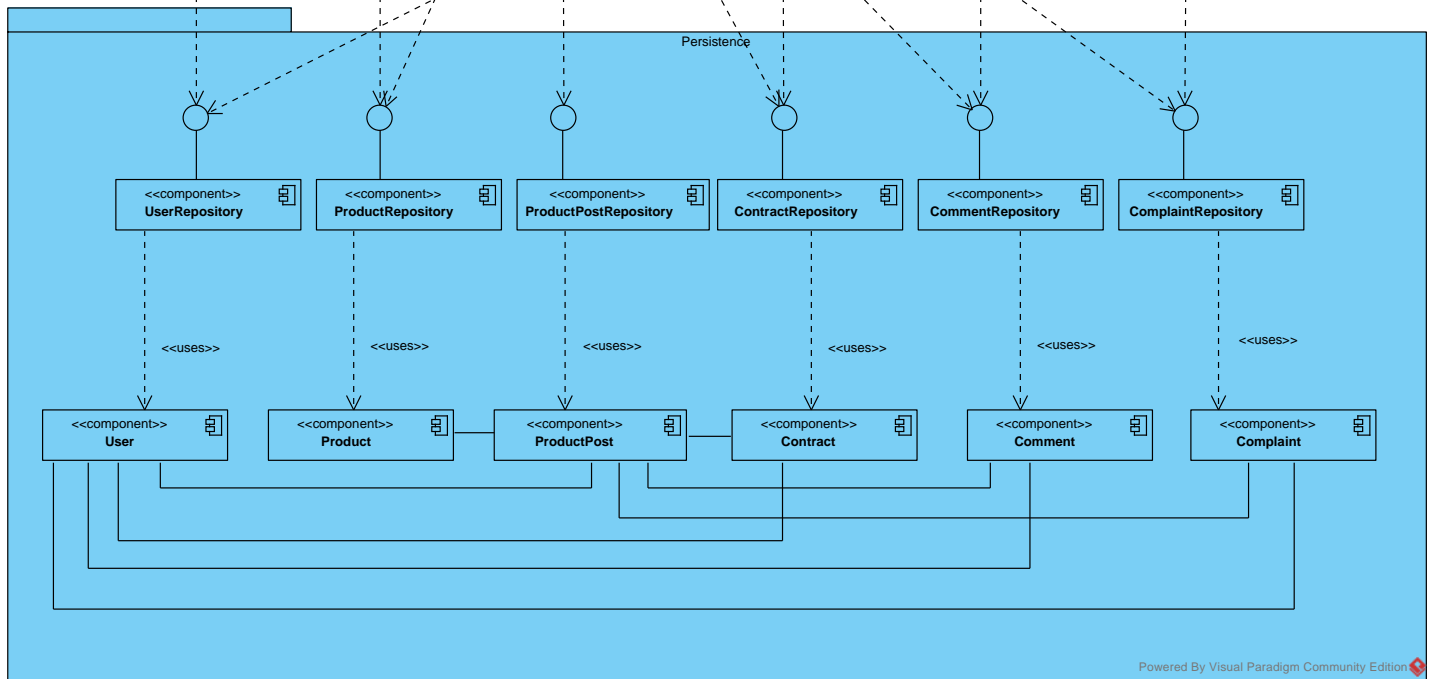 Persistence
<<component>>
UserRepository
<<component>>
ProductRepository
<<component>>
ProductPostRepository
<<component>>
ContractRepository
<<component>>
CommentRepository
<<component>>
ComplaintRepository
<<uses>>
<<uses>>
<<uses>>
<<uses>>
<<uses>>
<<uses>>
<<component>>
User
<<component>>
Product
<<component>>
ProductPost
<<component>>
Contract
<<component>>
Comment
<<component>>
Complaint
Powered By Visual Paradigm Community Edition